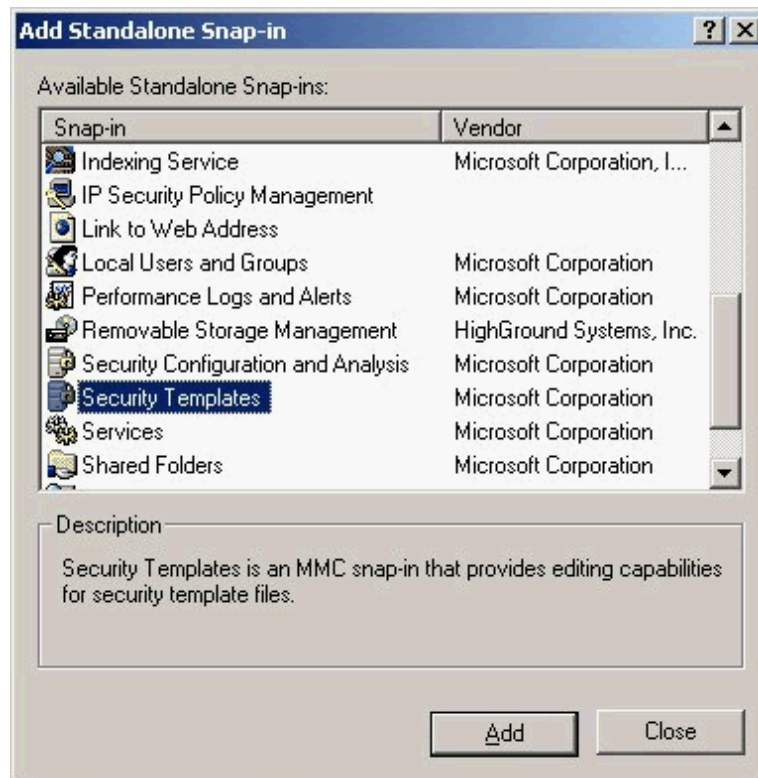 Add Standalone Snap-in
Available Standalone Snap-ins:
Snap-in Vendor
Indexing Service Microsoft Corporation, I...
IP Security Policy Management
Link to Web Address
Local Users and Groups Microsoft Corporation
Performance Logs and Alerts Microsoft Corporation
Removable Storage Management HighGround Systems, Inc.
Security Configuration and Analysis Microsoft Corporation
Security Templates Microsoft Corporation
Services Microsoft Corporation
Shared Folders Microsoft Corporation
Description
Security Templates is an MMC snap-in that provides editing capabilities
for security template files.
Add Close